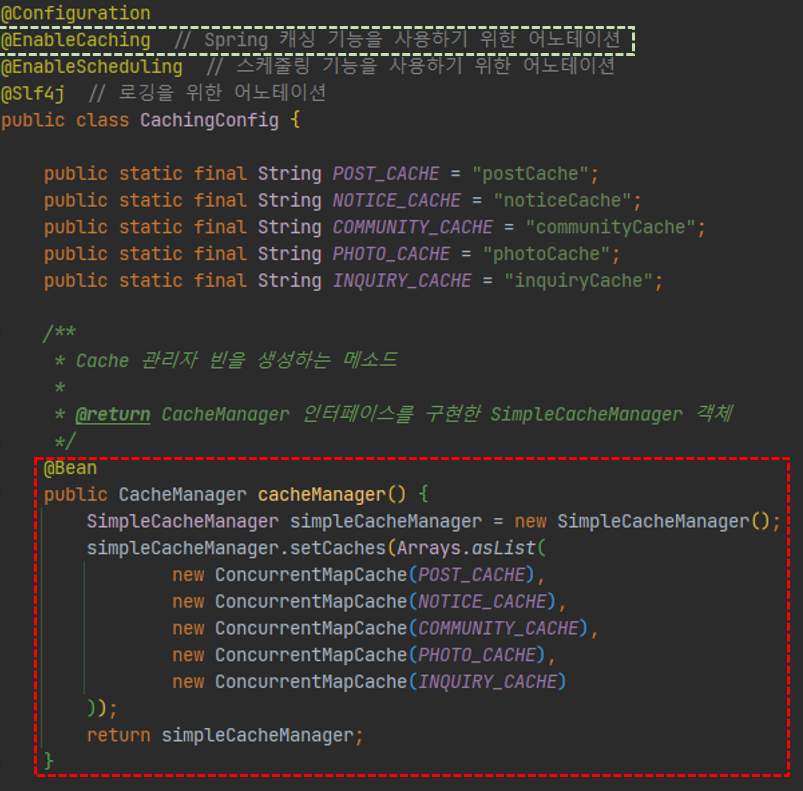 @Configuration
@EnableCaching // Spring 캐싱 기능을 사용하기 위한 어노테이션
@EnableScheduling // 스케줄링 기능을 사용하기 위한 어노테이션
@Slf4j // 로깅을 위한 어노테이션
public class CachingConfig {
public static final String POST_CACHE = "postCache";
public static final String NOTICE_CACHE = "noticeCache";
public static final String COMMUNITY_CACHE = "communityCache";
public static final String PHOTO_CACHE = "photoCache";
public static final String INQUIRY_CACHE = "inquiryCache";
/**
* Cache 관리자 빈을 생성하는 메소드
*
* @return CacheManager 인터페이스를 구현한 SimpleCacheManager 객체
*/
@Bean
public CacheManager cacheManager() {
SimpleCacheManager simpleCacheManager = new SimpleCacheManager();
simpleCacheManager.setCaches(Arrays.asList(
new ConcurrentMapCache(POST_CACHE),
new ConcurrentMapCache(NOTICE_CACHE),
new ConcurrentMapCache(COMMUNITY_CACHE),
new ConcurrentMapCache(PHOTO_CACHE),
new ConcurrentMapCache(INQUIRY_CACHE)
));
return simpleCacheManager;
}